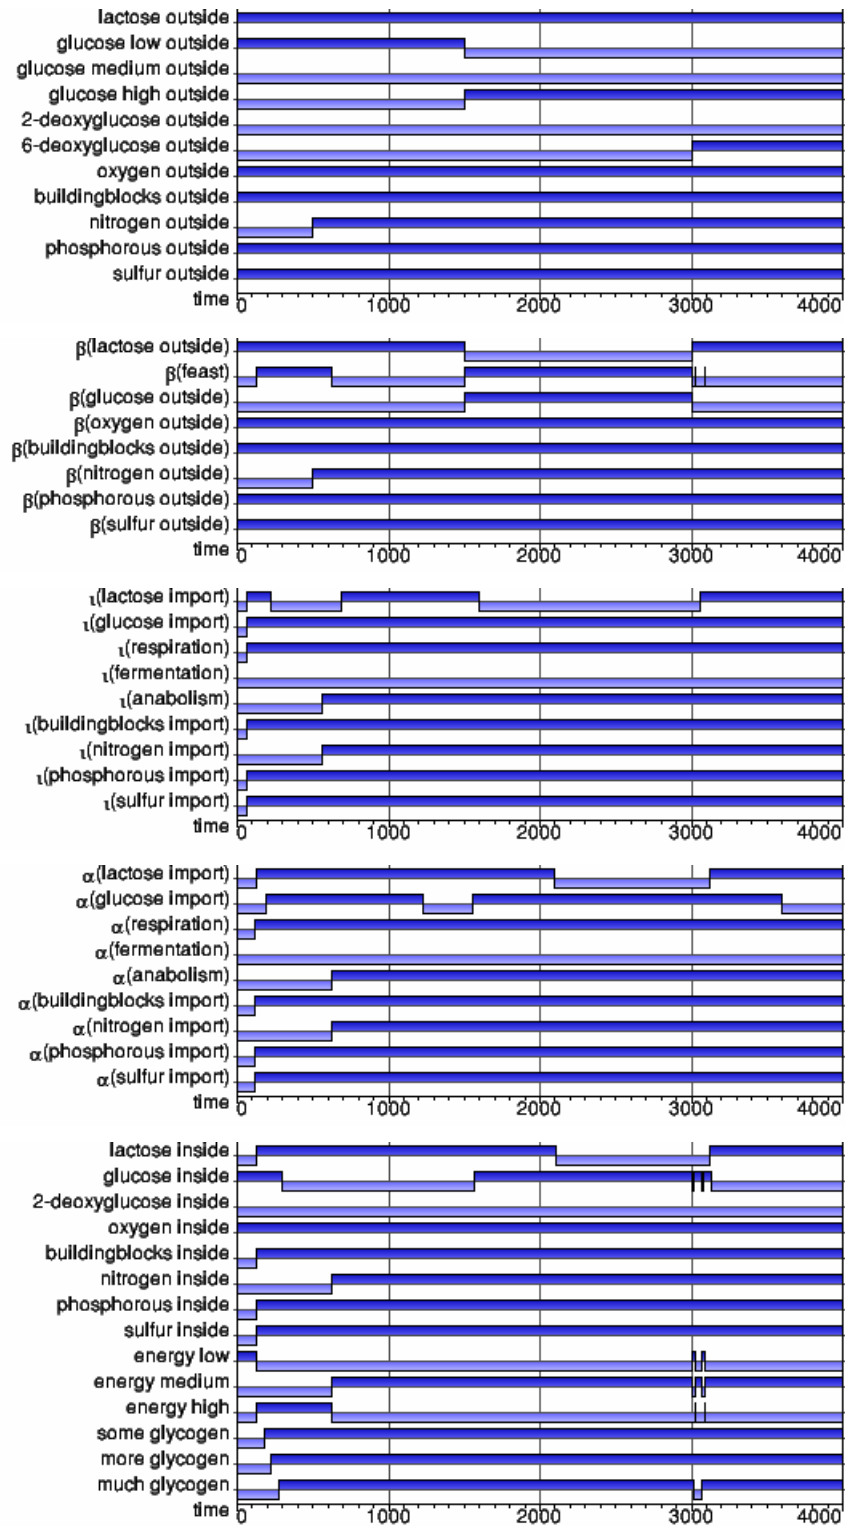 lactose outside
glucose low outside
glucose medium outside
glucose high outside
2-deoxyglucose outside
6-deoxyglucose outside
oxygen outside
buildingblocks outside
nitrogen outside
phosphorous outside
sulfur outside
time 0 1000 2000 3000 4000
β(lactose outside)
β(feast)
β(glucose outside)
β(oxygen outside)
β(buildingblocks outside)
β(nitrogen outside)
β(phosphorous outside)
β(sulfur outside)
time 0 1000 2000 3000 4000
ι(lactose import)
ι(glucose import)
ι(respiration)
ι(fermentation)
ι(anabolism)
ι(buildingblocks import)
ι(nitrogen import)
ι(phosphorous import)
ι(sulfur import)
time 0 1000 2000 3000 4000
α(lactose import)
α(glucose import)
α(respiration)
α(fermentation)
α(anabolism)
α(buildingblocks import)
α(nitrogen import)
α(phosphorous import)
α(sulfur import)
time 0 1000 2000 3000 4000
lactose inside
glucose inside
2-deoxyglucose inside
oxygen inside
buildingblocks inside
nitrogen inside
phosphorous inside
sulfur inside
energy low
energy medium
energy high
some glycogen
more glycogen
much glycogen
time 0 1000 2000 3000 4000